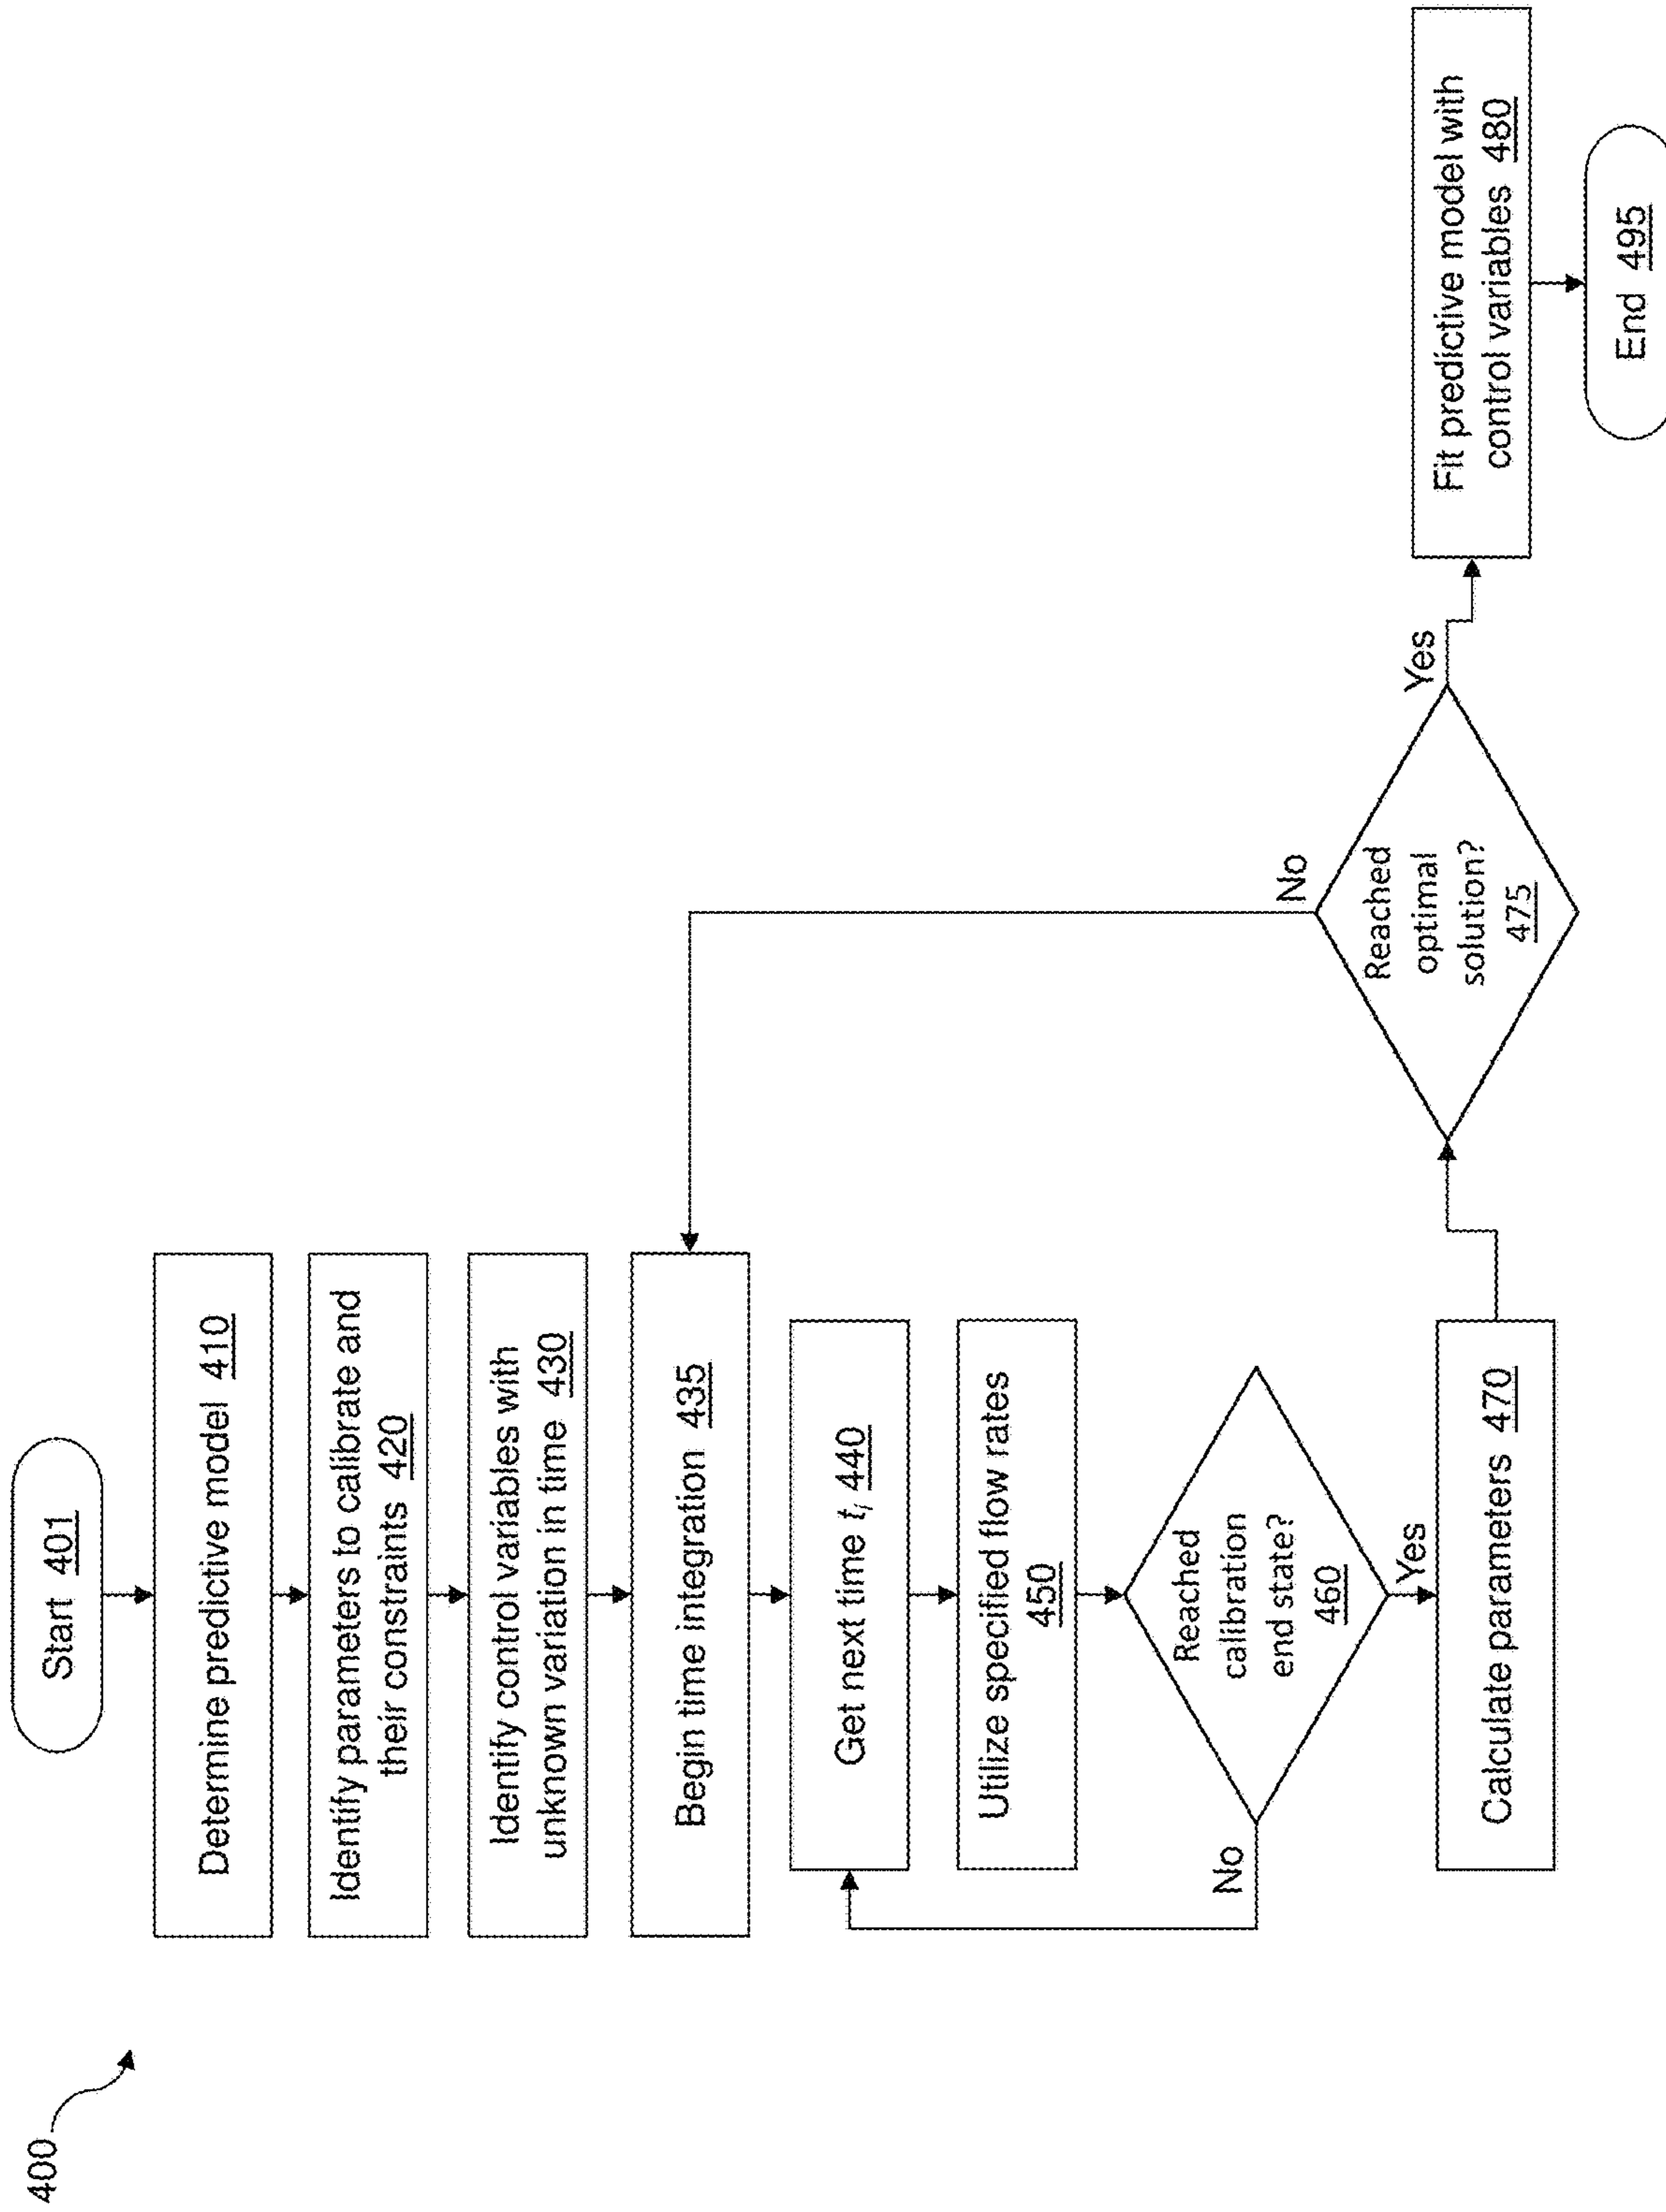 400
Start 401
Determine predictive model 410
Identify parameters to calibrate and
their constraints 420
Identify control variables with
unknown variation in time 430
Begin time integration 435
Get next time ti 440
Utilize specified flow rates
450
Reached
calibration
end state?
460
No
Yes
Calculate parameters 470
Reached
optimal
solution?
475
No
Yes
Fit predictive model with
control variables 480
End 495